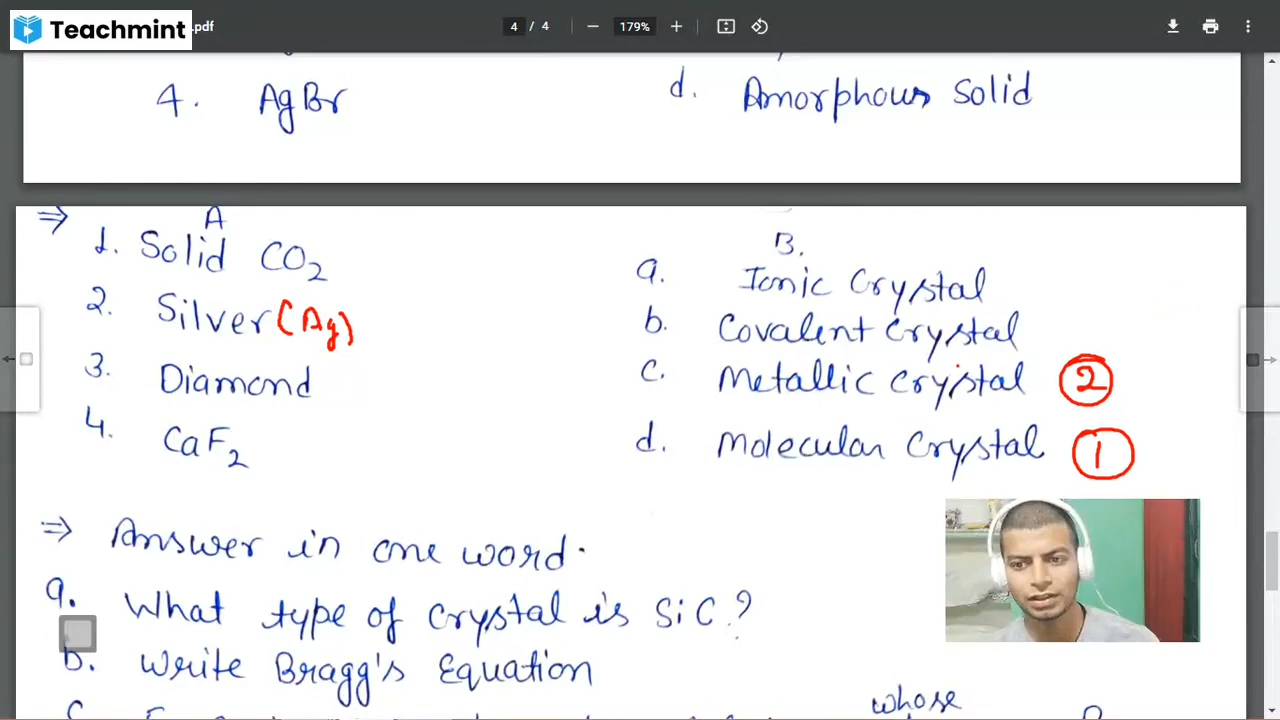 Teachmint
.pdf
4 / 4
179%
4. AgBr
d. Amorphous Solid
⇒ A
B.
1. Solid CO2
a. Ionic Crystal
2. Silver (Ag)
b. Covalent Crystal
3. Diamond
c. Metallic Crystal 2
4. CaF2
d. Molecular Crystal 1
⇒ Answer in one word.
a. What type of Crystal is SiC?
b. Write Bragg's Equation
c.
whose